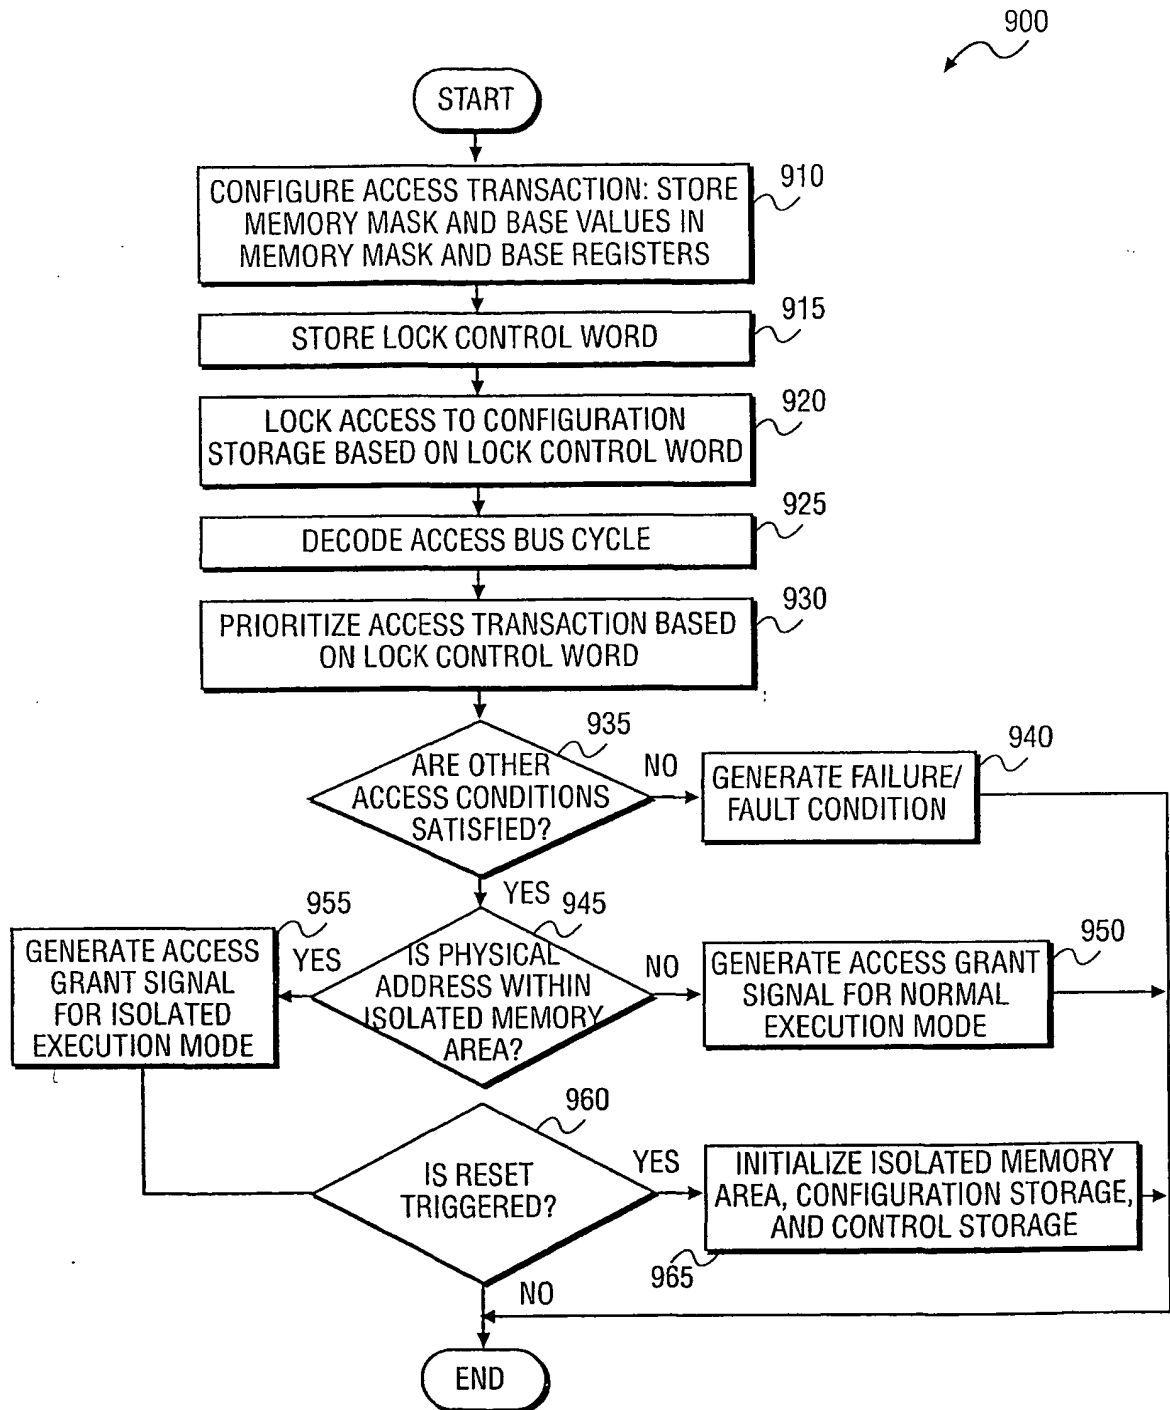 900
START
CONFIGURE ACCESS TRANSACTION: STORE
MEMORY MASK AND BASE VALUES IN
MEMORY MASK AND BASE REGISTERS
910
STORE LOCK CONTROL WORD
915
LOCK ACCESS TO CONFIGURATION
STORAGE BASED ON LOCK CONTROL WORD
920
DECODE ACCESS BUS CYCLE
925
PRIORITIZE ACCESS TRANSACTION BASED
ON LOCK CONTROL WORD
930
ARE OTHER
ACCESS CONDITIONS
SATISFIED?
935
NO
GENERATE FAILURE/
FAULT CONDITION
940
YES
IS PHYSICAL
ADDRESS WITHIN
ISOLATED MEMORY
AREA?
945
YES
GENERATE ACCESS
GRANT SIGNAL
FOR ISOLATED
EXECUTION MODE
955
NO
GENERATE ACCESS GRANT
SIGNAL FOR NORMAL
EXECUTION MODE
950
IS RESET
TRIGGERED?
960
YES
INITIALIZE ISOLATED MEMORY
AREA, CONFIGURATION STORAGE,
AND CONTROL STORAGE
965
NO
END